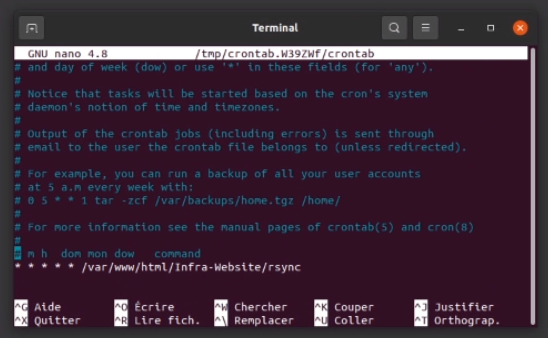 Terminal
GNU nano 4.8 /tmp/crontab.W39ZWf/crontab
# and day of week (dow) or use '*' in these fields (for 'any').
#
# Notice that tasks will be started based on the cron's system
# daemon's notion of time and timezones.
#
# Output of the crontab jobs (including errors) is sent through
# email to the user the crontab file belongs to (unless redirected).
#
# For example, you can run a backup of all your user accounts
# at 5 a.m every week with:
# 0 5 * * 1 tar -zcf /var/backups/home.tgz /home/
#
# For more information see the manual pages of crontab(5) and cron(8)
#
# m h  dom mon dow   command
* * * * * /var/www/html/Infra-Website/rsync
^G Aide ^O Écrire ^W Chercher ^K Couper ^J Justifier
^X Quitter ^R Lire fich. ^\ Remplacer ^U Coller ^T Orthograp.